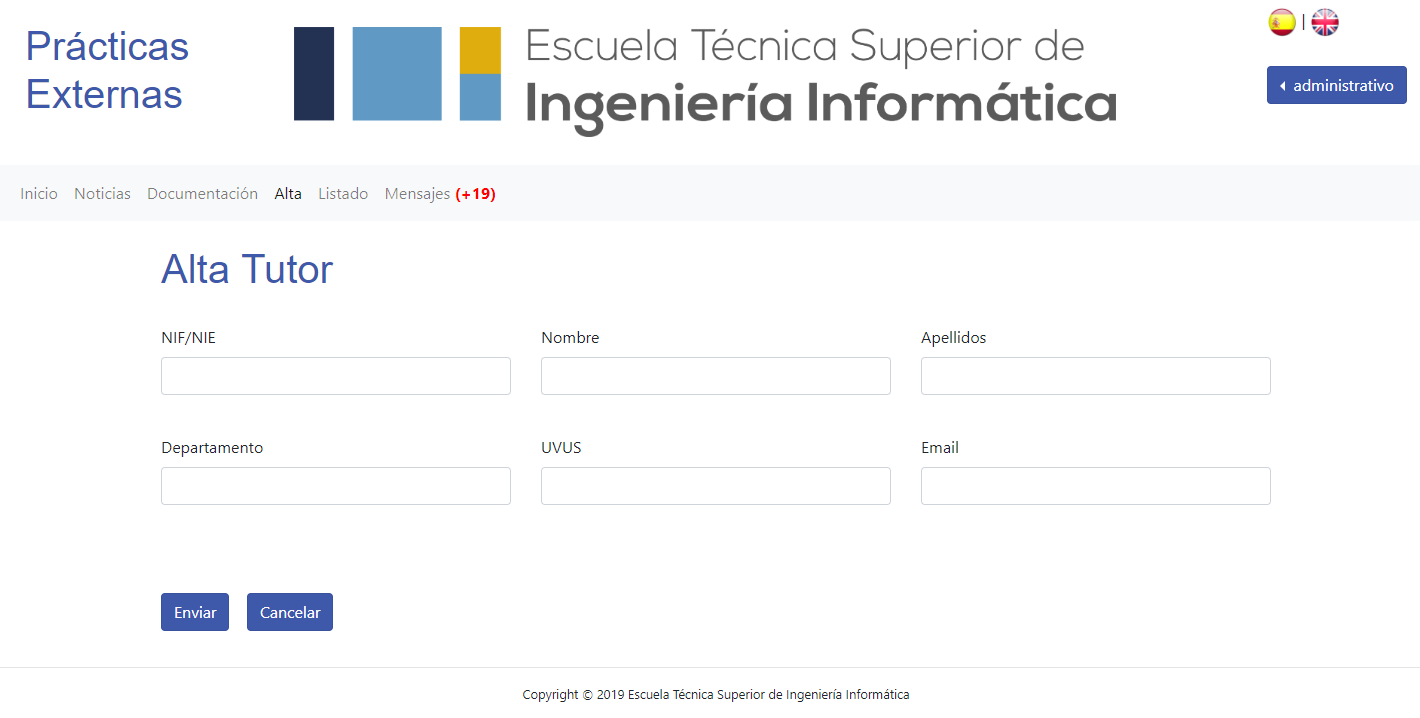 Prácticas
Externas
Escuela Técnica Superior de
Ingeniería Informática
|
administrativo
Inicio Noticias Documentación Alta Listado Mensajes (+19)
Alta Tutor
NIF/NIE Nombre Apellidos
Departamento UVUS Email
Enviar Cancelar
Copyright © 2019 Escuela Técnica Superior de Ingeniería Informática